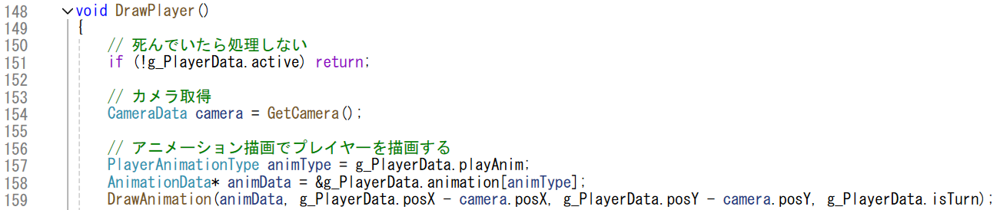 148 void DrawPlayer()
149 {
150 // 死んでいたら処理しない
151 if (!g_PlayerData.active) return;
152
153 // カメラ取得
154 CameraData camera = GetCamera();
155
156 // アニメーション描画でプレイヤーを描画する
157 PlayerAnimationType animType = g_PlayerData.playAnim;
158 AnimationData* animData = &g_PlayerData.animation[animType];
159 DrawAnimation(animData, g_PlayerData.posX - camera.posX, g_PlayerData.posY - camera.posY, g_PlayerData.isTurn);